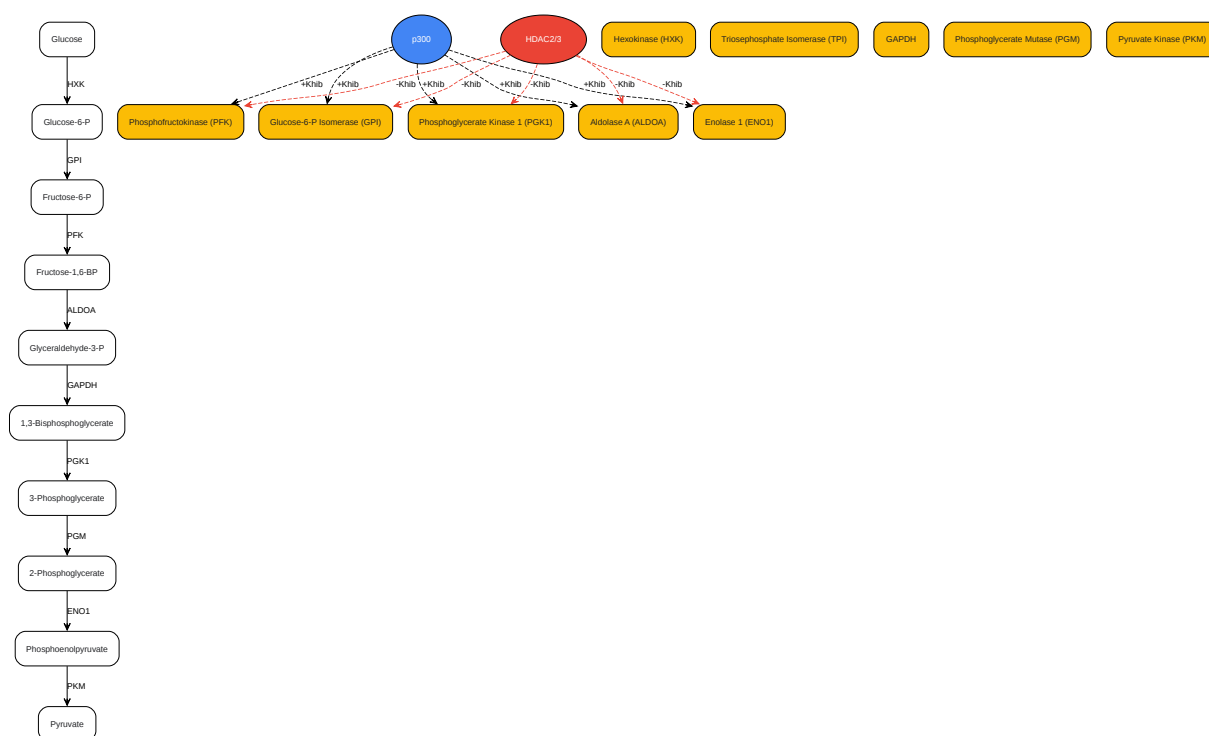 Glucose
p300
HDAC2/3
Hexokinase (HXK)
Triosephosphate Isomerase (TPI)
GAPDH
Phosphoglycerate Mutase (PGM)
Pyruvate Kinase (PKM)
HXK
+Khib
+Khib
-Khib
+Khib
-Khib
+Khib
-Khib
+Khib
-Khib
-Khib
Glucose-6-P
Phosphofructokinase (PFK)
Glucose-6-P Isomerase (GPI)
Phosphoglycerate Kinase 1 (PGK1)
Aldolase A (ALDOA)
Enolase 1 (ENO1)
GPI
Fructose-6-P
PFK
Fructose-1,6-BP
ALDOA
Glyceraldehyde-3-P
GAPDH
1,3-Bisphosphoglycerate
PGK1
3-Phosphoglycerate
PGM
2-Phosphoglycerate
ENO1
Phosphoenolpyruvate
PKM
Pyruvate